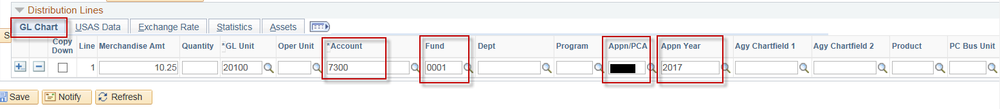 Distribution Lines
GL Chart USAS Data Exchange Rate Statistics Assets
S
Copy Down Line Merchandise Amt Quantity *GL Unit Oper Unit *Account Fund Dept Program Appn/PCA Appn Year Agy Chartfield 1 Agy Chartfield 2 Product PC Bus Unit
1 10.25 20100 7300 0001 2017
Save Notify Refresh